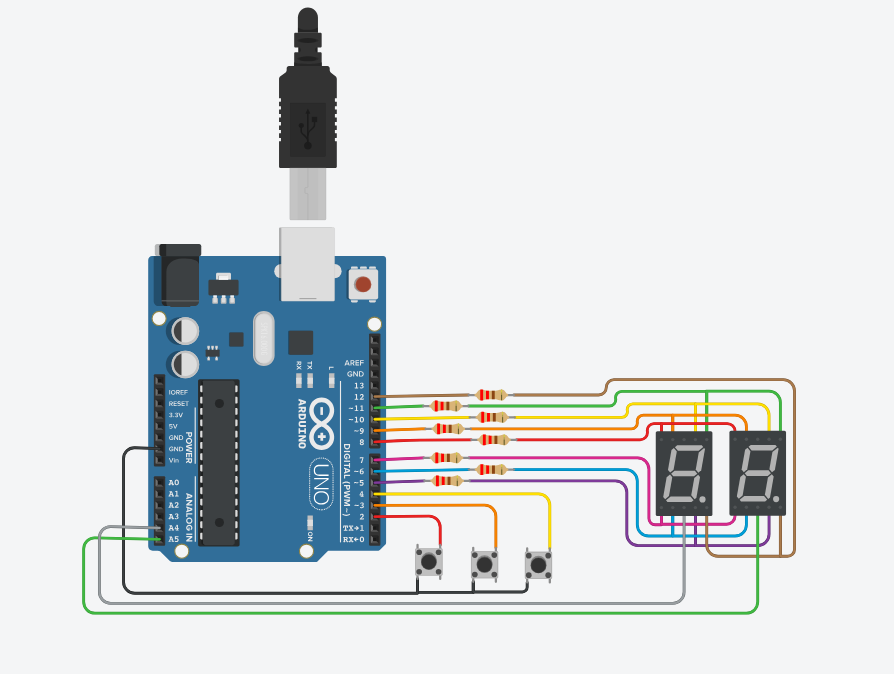 AREF
GND
13
12
~11
~10
~9
8
7
~6
~5
4
~3
2
TX→1
RX←0
DIGITAL (PWM~)
IOREF
RESET
3.3V
5V
GND
GND
Vin
POWER
A0
A1
A2
A3
A4
A5
ANALOG IN
RX
TX
L
ARDUINO
UNO
ON